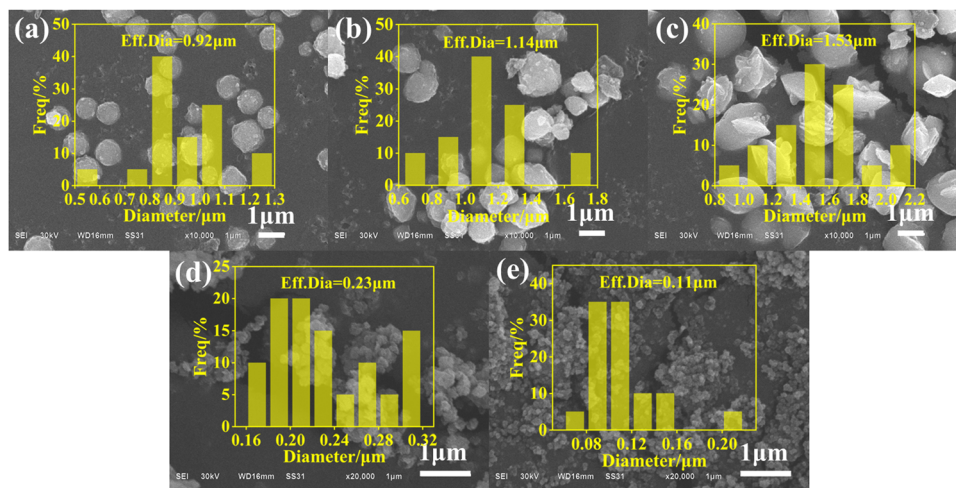 (a)
Eff.Dia=0.92μm
Freq/%
50
40
30
20
10
0
0.5 0.6 0.7 0.8 0.9 1.0 1.1 1.2 1.3
Diameter/μm
1μm
SEI 30kV WD16mm SS31 x10,000 1μm
(b)
Eff.Dia=1.14μm
Freq/%
50
40
30
20
10
0
0.6 0.8 1.0 1.2 1.4 1.6 1.8
Diameter/μm
1μm
SEI 30kV WD16mm SS31 x10,000 1μm
(c)
Eff.Dia=1.53μm
Freq/%
40
30
20
10
0
0.8 1.0 1.2 1.4 1.6 1.8 2.0 2.2
Diameter/μm
1μm
SEI 30kV WD16mm SS31 x10,000 1μm
(d)
Eff.Dia=0.23μm
Freq/%
25
20
15
10
5
0
0.16 0.20 0.24 0.28 0.32
Diameter/μm
1μm
SEI 30kV WD16mm SS31 x20,000 1μm
(e)
Eff.Dia=0.11μm
Freq/%
40
30
20
10
0
0.08 0.12 0.16 0.20
Diameter/μm
1μm
SEI 30kV WD16mm SS31 x20,000 1μm